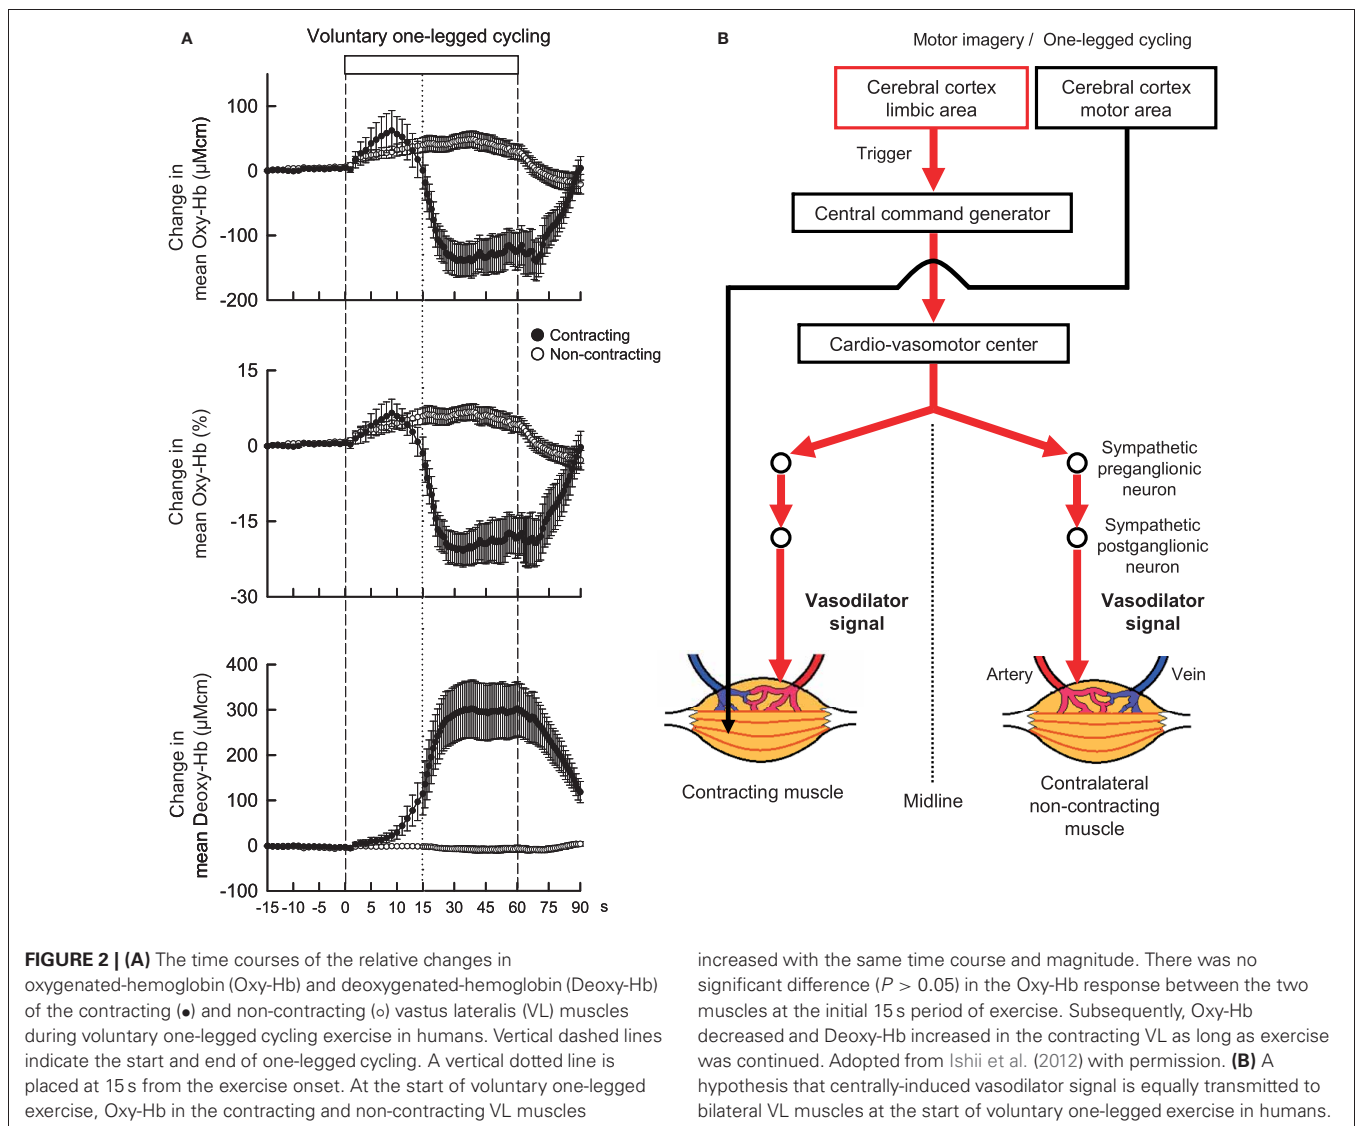 A
Voluntary one-legged cycling
100
0
-100
-200
Change in
mean Oxy-Hb (μMcm)
Contracting
Non-contracting
15
0
-15
-30
Change in
mean Oxy-Hb (%)
400
300
200
100
0
-100
Change in
mean Deoxy-Hb (μMcm)
-15 -10 -5 0 5 10 15 30 45 60 75 90 s
B
Motor imagery / One-legged cycling
Cerebral cortex
limbic area
Cerebral cortex
motor area
Trigger
Central command generator
Cardio-vasomotor center
Sympathetic
preganglionic
neuron
Sympathetic
postganglionic
neuron
Vasodilator
signal
Vasodilator
signal
Artery
Vein
Contracting muscle
Midline
Contralateral
non-contracting
muscle
FIGURE 2 | (A) The time courses of the relative changes in
oxygenated-hemoglobin (Oxy-Hb) and deoxygenated-hemoglobin (Deoxy-Hb)
of the contracting (●) and non-contracting (○) vastus lateralis (VL) muscles
during voluntary one-legged cycling exercise in humans. Vertical dashed lines
indicate the start and end of one-legged cycling. A vertical dotted line is
placed at 15 s from the exercise onset. At the start of voluntary one-legged
exercise, Oxy-Hb in the contracting and non-contracting VL muscles
increased with the same time course and magnitude. There was no
significant difference (P > 0.05) in the Oxy-Hb response between the two
muscles at the initial 15 s period of exercise. Subsequently, Oxy-Hb
decreased and Deoxy-Hb increased in the contracting VL as long as exercise
was continued. Adopted from Ishii et al. (2012) with permission. (B) A
hypothesis that centrally-induced vasodilator signal is equally transmitted to
bilateral VL muscles at the start of voluntary one-legged exercise in humans.